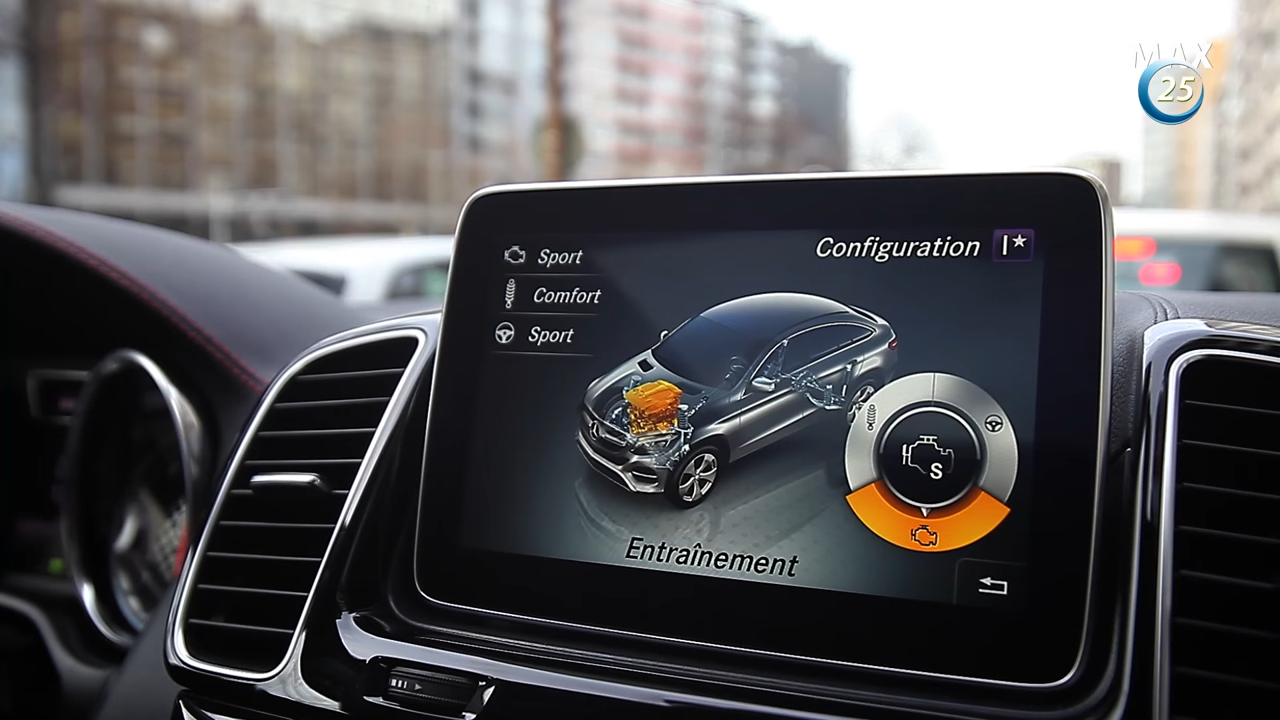 MAX
25
Configuration
Sport
Comfort
Sport
S
Entraînement